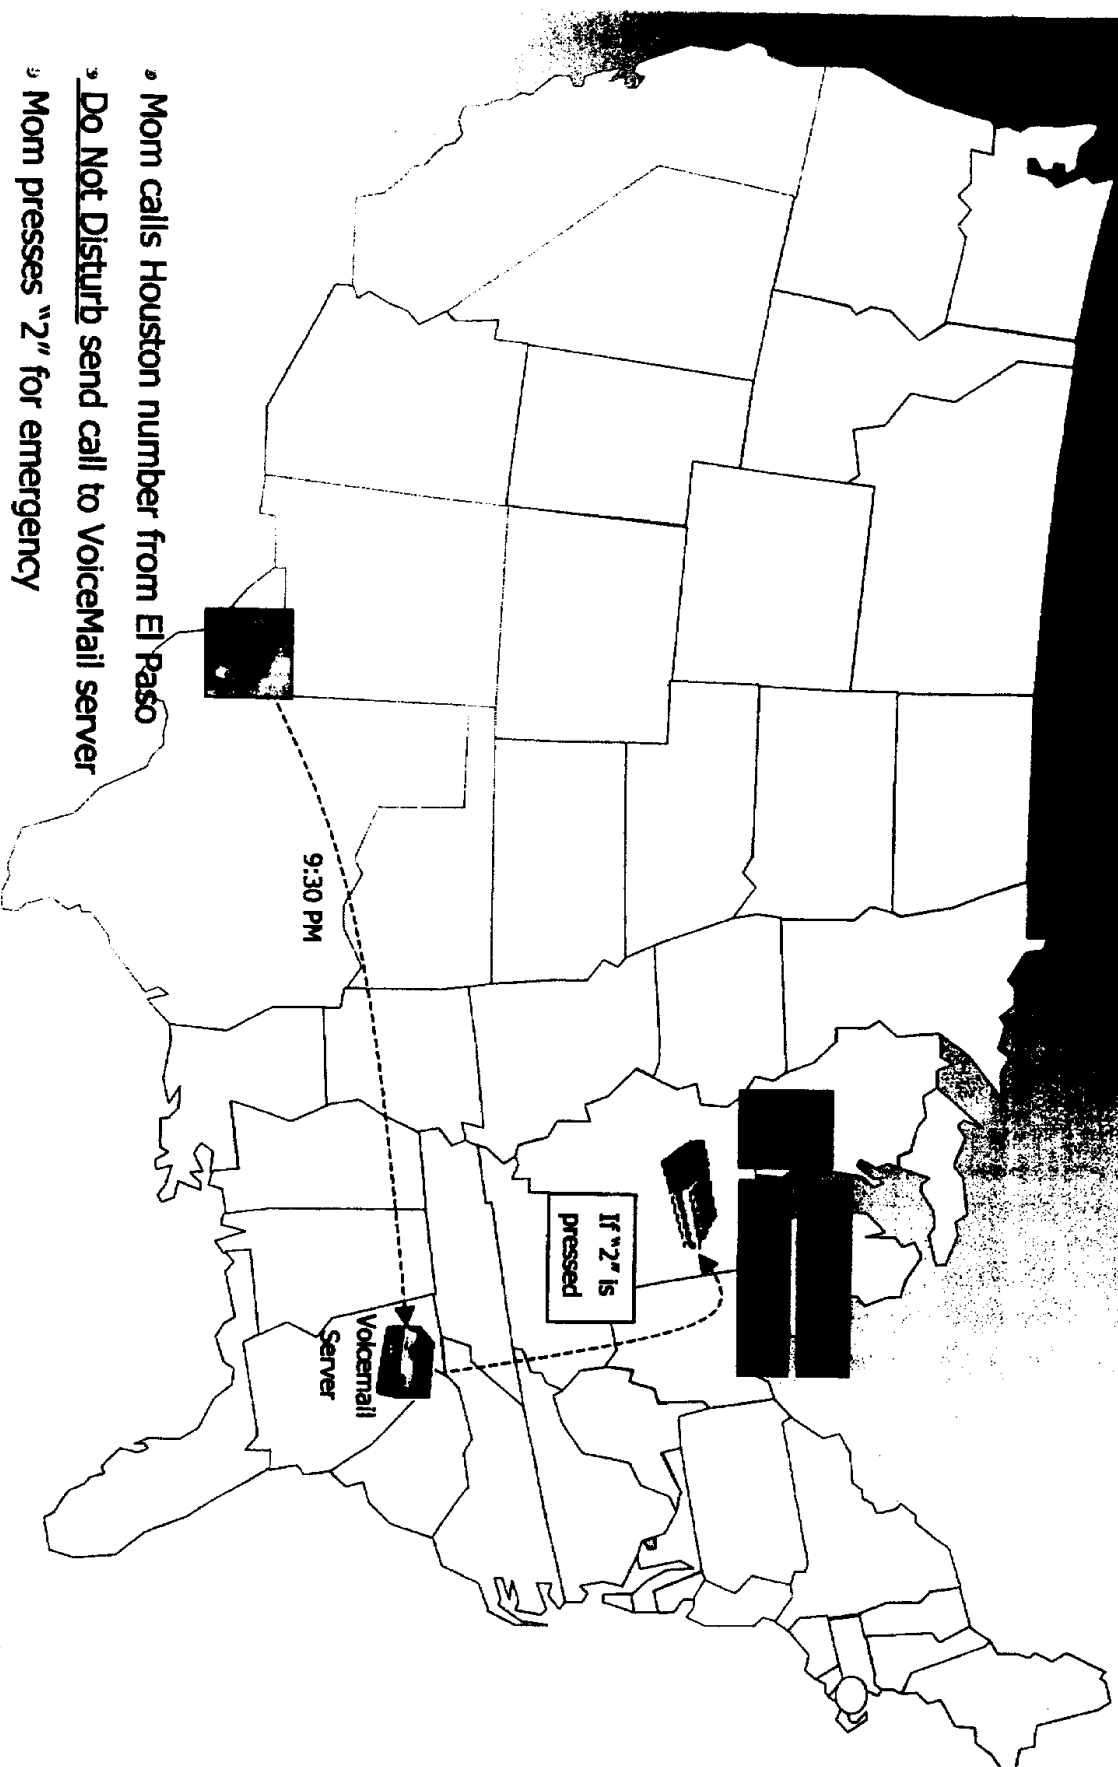 9:30 PM
If "2" is
pressed
Voicemail
Server
Mom calls Houston number from El Paso
Do Not Disturb send call to VoiceMail server
Mom presses "2" for emergency